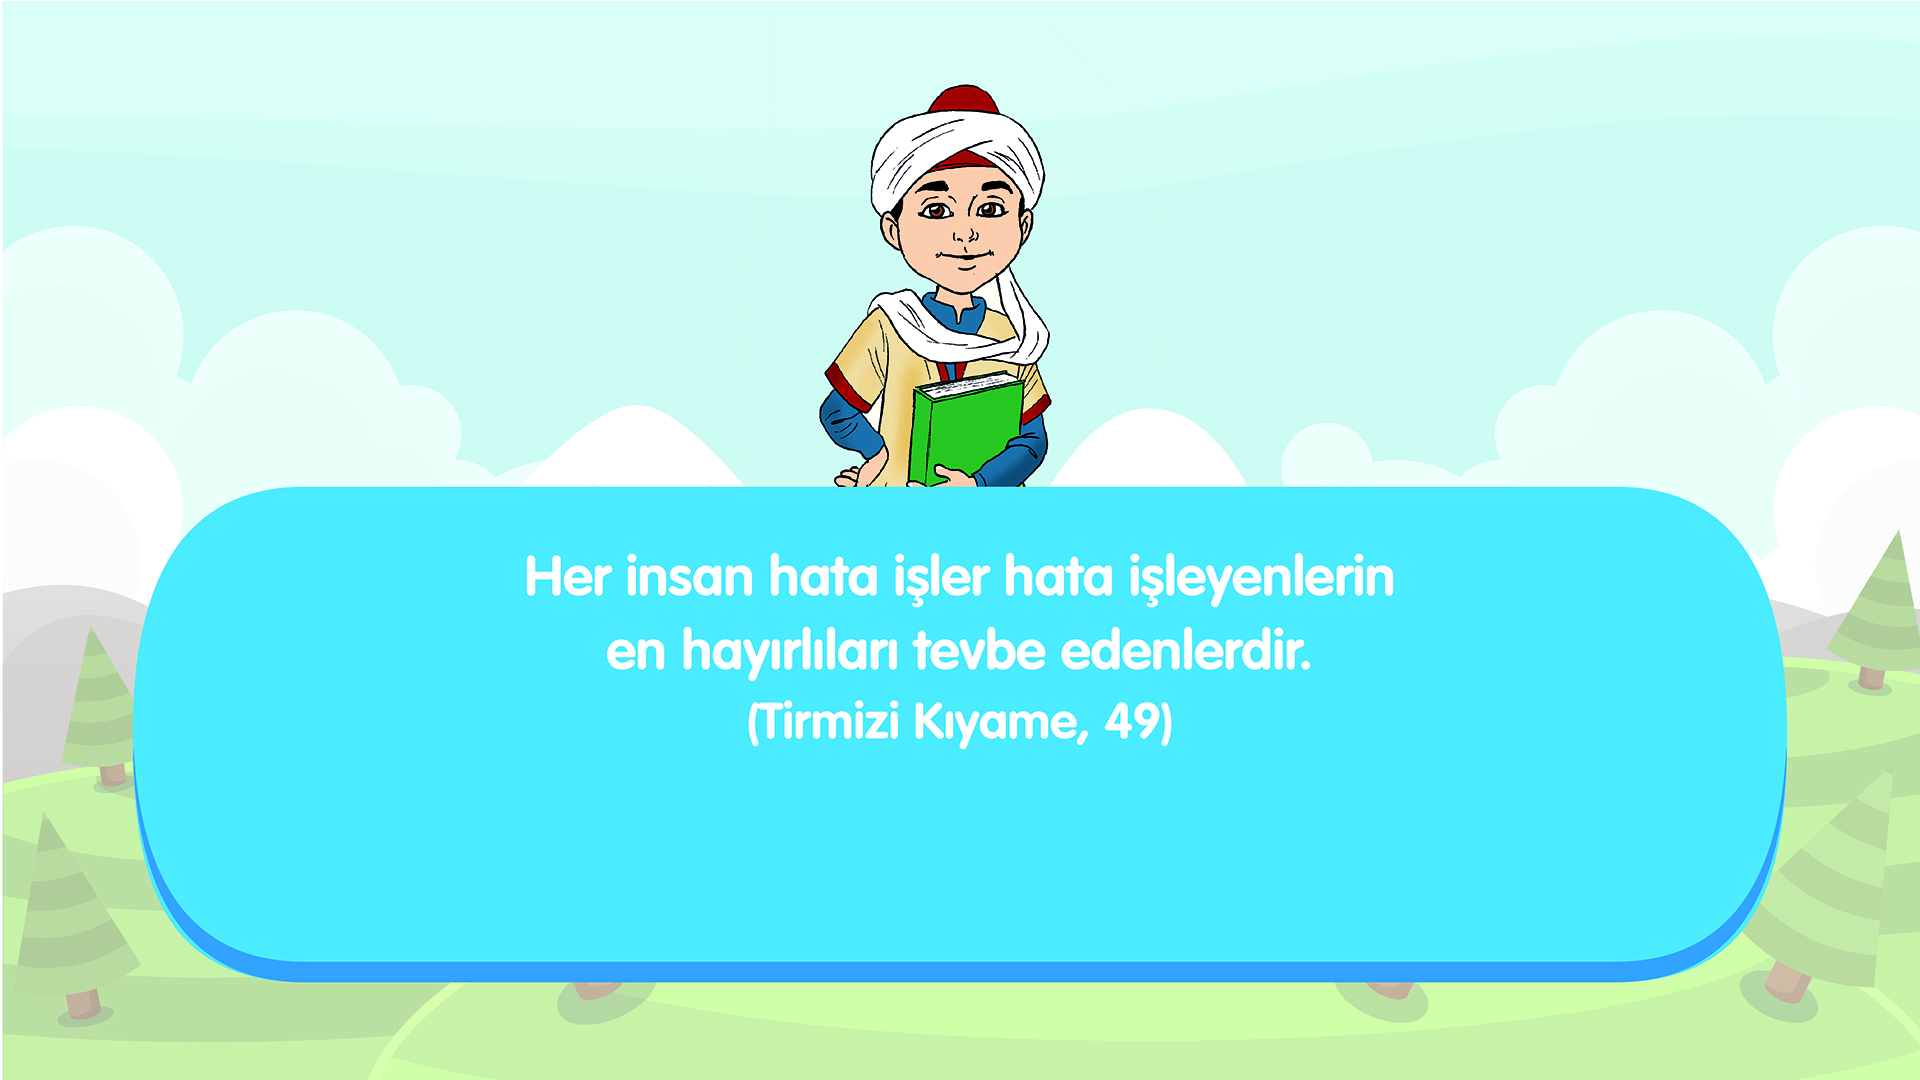 Her insan hata işler hata işleyenlerin
en hayırlıları tevbe edenlerdir.
(Tirmizi Kıyame, 49)